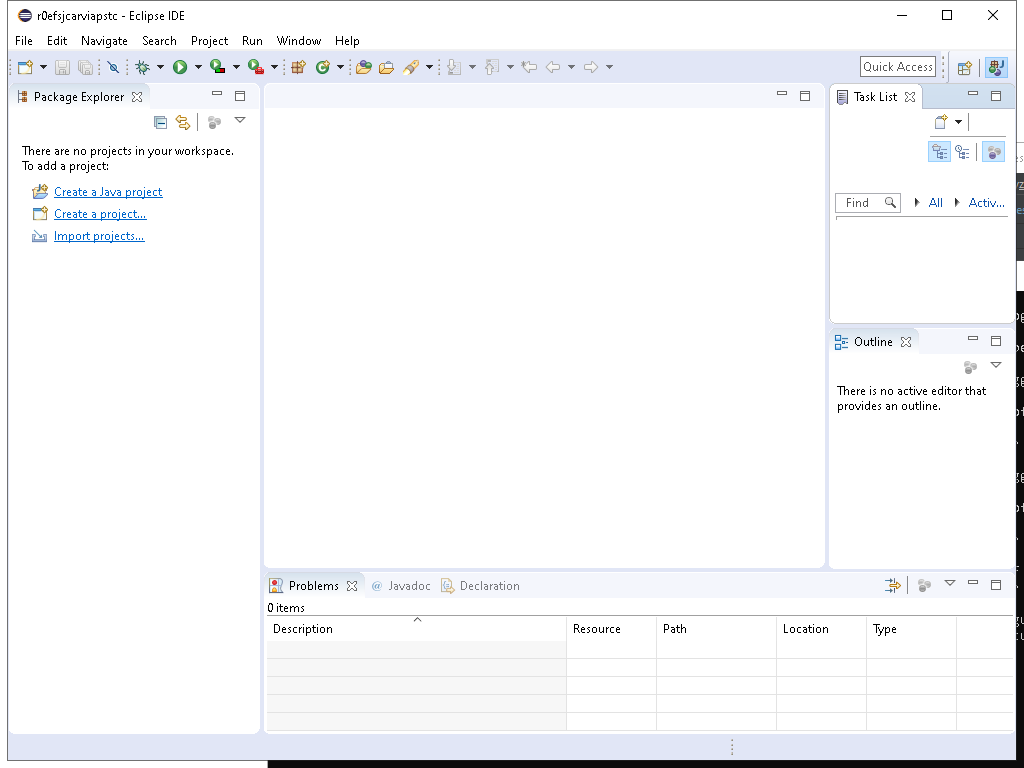 r0efsjcarviapstc - Eclipse IDE
File Edit Navigate Search Project Run Window Help
Quick Access
Package Explorer
There are no projects in your workspace.
To add a project:
Create a Java project
Create a project...
Import projects...
Task List
Find All Activ...
Outline
There is no active editor that
provides an outline.
Problems @ Javadoc Declaration
0 items
Description Resource Path Location Type